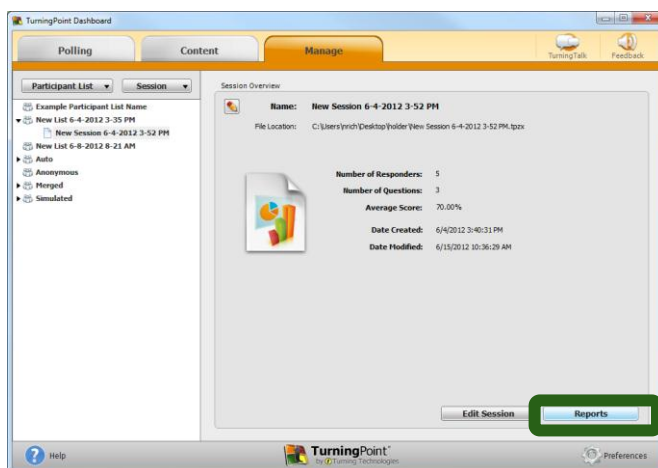 TurningPoint Dashboard
Polling
Content
Manage
TurningTalk
Feedback
Participant List
Session
Example Participant List Name
New List 6-4-2012 3-35 PM
New Session 6-4-2012 3-52 PM
New List 6-8-2012 8-21 AM
Auto
Anonymous
Merged
Simulated
Session Overview
Name: New Session 6-4-2012 3-52 PM
File Location: C:\Users\nrich\Desktop\holder\New Session 6-4-2012 3-52 PM.tpzx
Number of Responders: 5
Number of Questions: 3
Average Score: 70.00%
Date Created: 6/4/2012 3:40:31 PM
Date Modified: 6/15/2012 10:36:29 AM
Edit Session
Reports
Help
TurningPoint
by Turning Technologies
Preferences